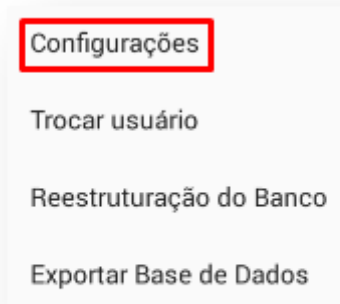 Configurações
Trocar usuário
Reestruturação do Banco
Exportar Base de Dados